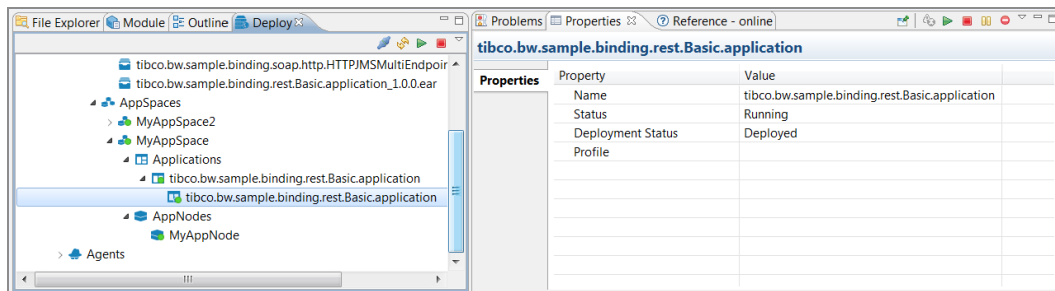 File Explorer Module Outline Deploy
tibco.bw.sample.binding.soap.http.HTTPJMSMultiEndpoir
tibco.bw.sample.binding.rest.Basic.application_1.0.0.ear
AppSpaces
MyAppSpace2
MyAppSpace
Applications
tibco.bw.sample.binding.rest.Basic.application
tibco.bw.sample.binding.rest.Basic.application
AppNodes
MyAppNode
Agents
Problems Properties Reference - online
tibco.bw.sample.binding.rest.Basic.application
Properties
Property Value
Name tibco.bw.sample.binding.rest.Basic.application
Status Running
Deployment Status Deployed
Profile